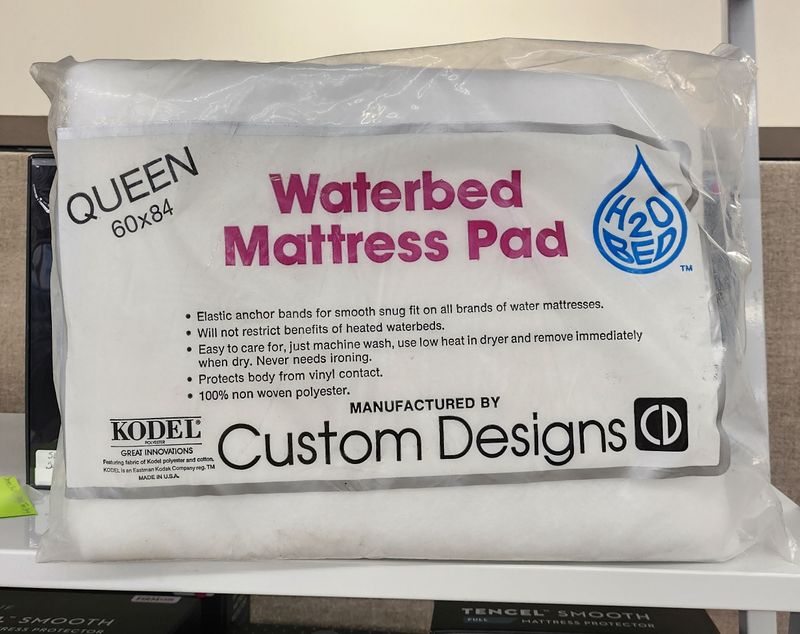 QUEEN
60x84
Waterbed
Mattress Pad
H2O
BED
TM
• Elastic anchor bands for smooth snug fit on all brands of water mattresses.
• Will not restrict benefits of heated waterbeds.
• Easy to care for, just machine wash, use low heat in dryer and remove immediately
when dry. Never needs ironing.
• Protects body from vinyl contact.
• 100% non woven polyester.
MANUFACTURED BY
Custom Designs CD
KODEL®
POLYESTER
GREAT INNOVATIONS
Featuring fabric of Kodel polyester and cotton.
KODEL is an Eastman Kodak Company reg. TM
MADE IN U.S.A.
SMOOTH
MATTRESS PROTECTOR
TENCEL™ SMOOTH
FULL MATTRESS PROTECTOR